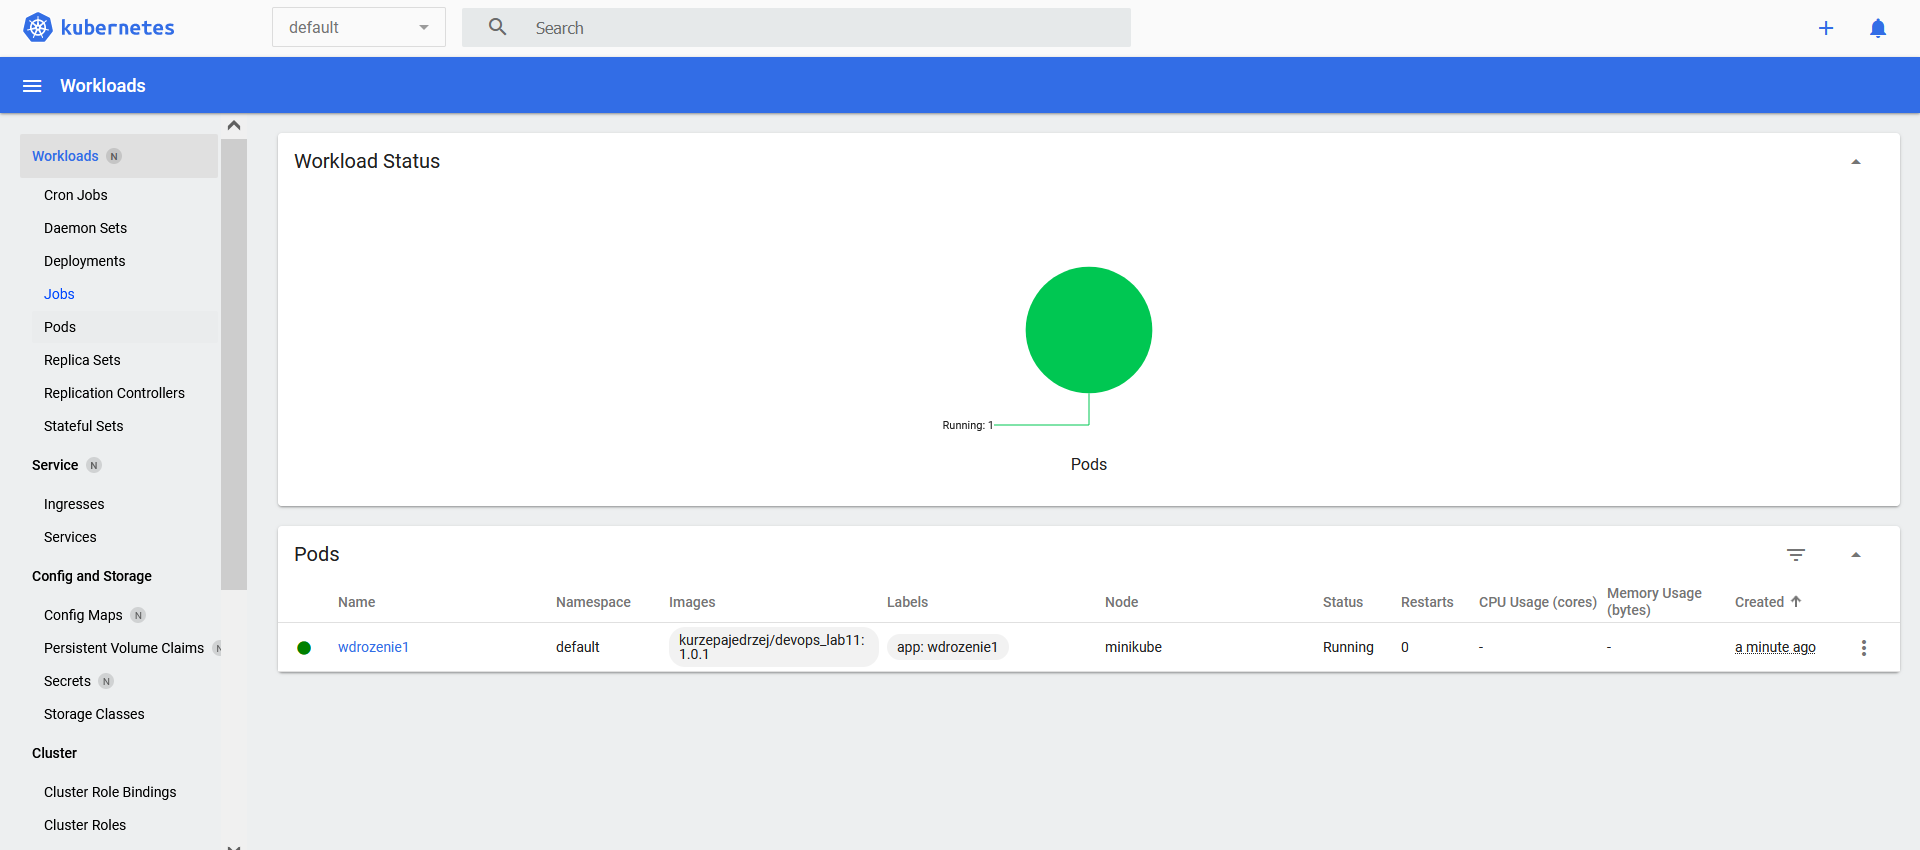 kubernetes
default
Search
Workloads
Workloads N
Cron Jobs
Daemon Sets
Deployments
Jobs
Pods
Replica Sets
Replication Controllers
Stateful Sets
Service N
Ingresses
Services
Config and Storage
Config Maps N
Persistent Volume Claims N
Secrets N
Storage Classes
Cluster
Cluster Role Bindings
Cluster Roles
Workload Status
Running: 1
Pods
Pods
Name Namespace Images Labels Node Status Restarts CPU Usage (cores) Memory Usage
(bytes) Created
wdrozenie1 default kurzepajedrzej/devops_lab11:
1.0.1 app: wdrozenie1 minikube Running 0 - - a minute ago